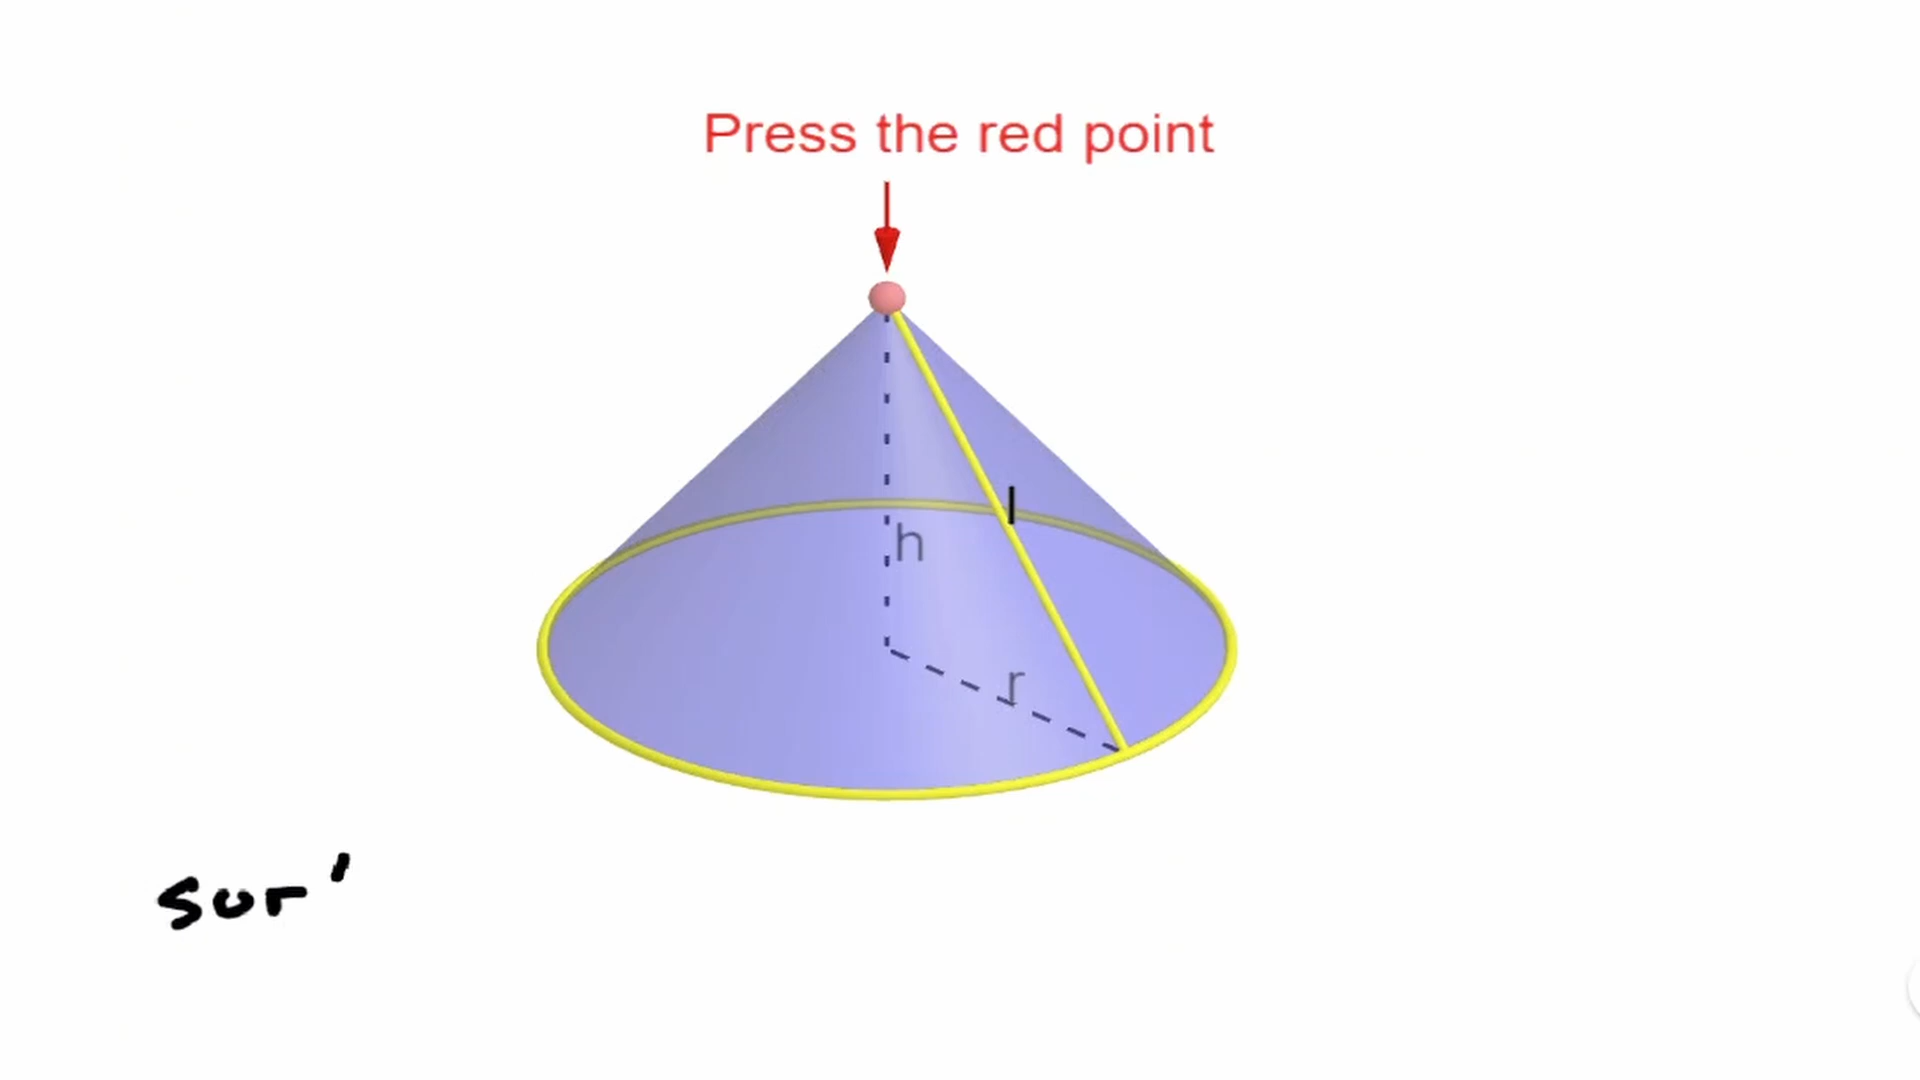 Press the red point
l
h
r
sur